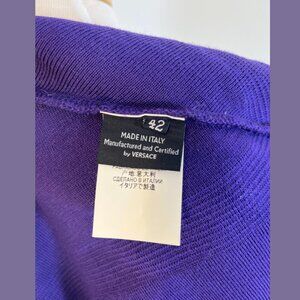 42
MADE IN ITALY
Manufactured and Certified
by VERSACE
产地 意大利
СДЕЛАНО В ИТАЛИИ
イタリアで製造